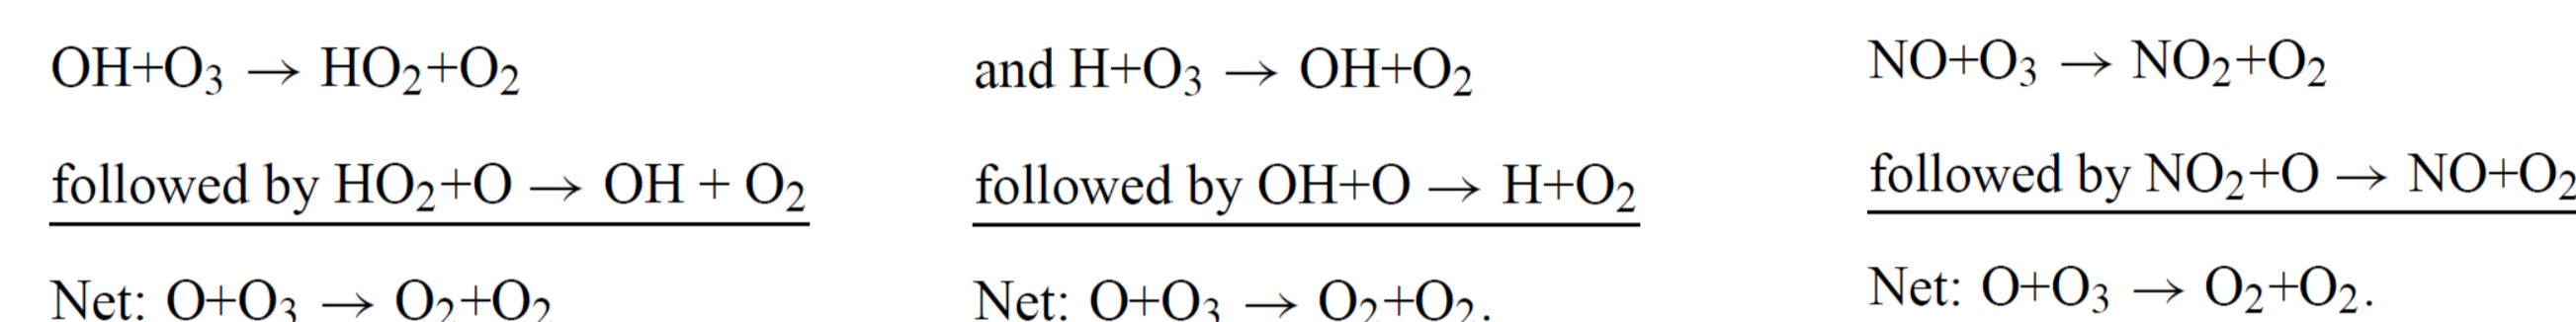 OH+O₃ → HO₂+O₂
followed by HO₂+O → OH + O₂
Net: O+O₃ → O₂+O₂
and H+O₃ → OH+O₂
followed by OH+O → H+O₂
Net: O+O₃ → O₂+O₂.
NO+O₃ → NO₂+O₂
followed by NO₂+O → NO+O₂
Net: O+O₃ → O₂+O₂.